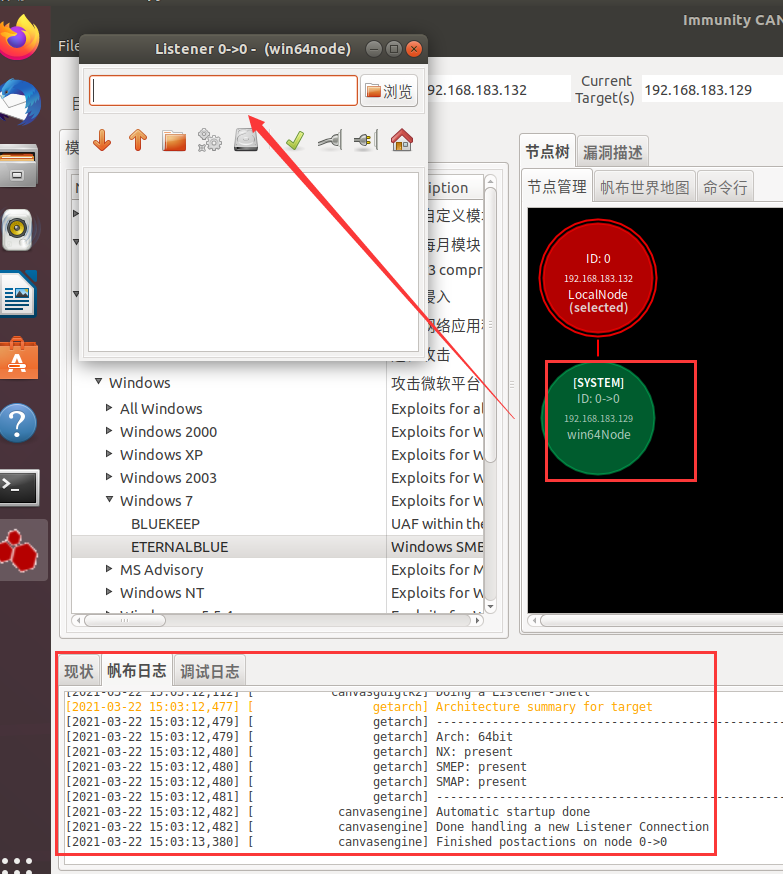 Immunity CAN
File
Listener 0->0 - (win64node)
浏览
92.168.183.132
Current
Target(s)
192.168.183.129
节点树
漏洞描述
节点管理
帆布世界地图
命令行
ID: 0
192.168.183.132
LocalNode
(selected)
[SYSTEM]
ID: 0->0
192.168.183.129
win64Node
iption
自定义模
每月模块
3 compr
侵入
网络应用
攻击
Windows 攻击微软平台
All Windows Exploits for al
Windows 2000 Exploits for W
Windows XP Exploits for W
Windows 2003 Exploits for W
Windows 7 Exploits for W
BLUEKEEP UAF within the
ETERNALBLUE Windows SME
MS Advisory Exploits for M
Windows NT Exploits for W
现状
帆布日志
调试日志
[2021-03-22 15:03:12,112] [ canvasguigtk2] Doing a Listener-Shell
[2021-03-22 15:03:12,477] [ getarch] Architecture summary for target
[2021-03-22 15:03:12,479] [ getarch] ----------------------------------------
[2021-03-22 15:03:12,479] [ getarch] Arch: 64bit
[2021-03-22 15:03:12,480] [ getarch] NX: present
[2021-03-22 15:03:12,480] [ getarch] SMEP: present
[2021-03-22 15:03:12,480] [ getarch] SMAP: present
[2021-03-22 15:03:12,481] [ getarch] ----------------------------------------
[2021-03-22 15:03:12,482] [ canvasengine] Automatic startup done
[2021-03-22 15:03:12,482] [ canvasengine] Done handling a new Listener Connection
[2021-03-22 15:03:13,380] [ canvasengine] Finished postactions on node 0->0